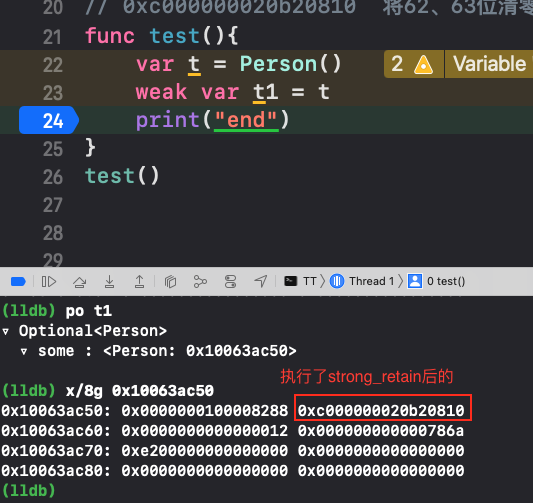 20 // 0xc000000020b20810 将62、63位清零
21 func test(){
22 var t = Person() 2 Variable
23 weak var t1 = t
24 print("end")
25 }
26 test()
27
28
29
TT Thread 1 0 test()
(lldb) po t1
▿ Optional<Person>
▿ some : <Person: 0x10063ac50>
执行了strong_retain后的
(lldb) x/8g 0x10063ac50
0x10063ac50: 0x0000000100008288 0xc000000020b20810
0x10063ac60: 0x0000000000000012 0x000000000000786a
0x10063ac70: 0xe200000000000000 0x0000000000000000
0x10063ac80: 0x0000000000000000 0x0000000000000000
(lldb)